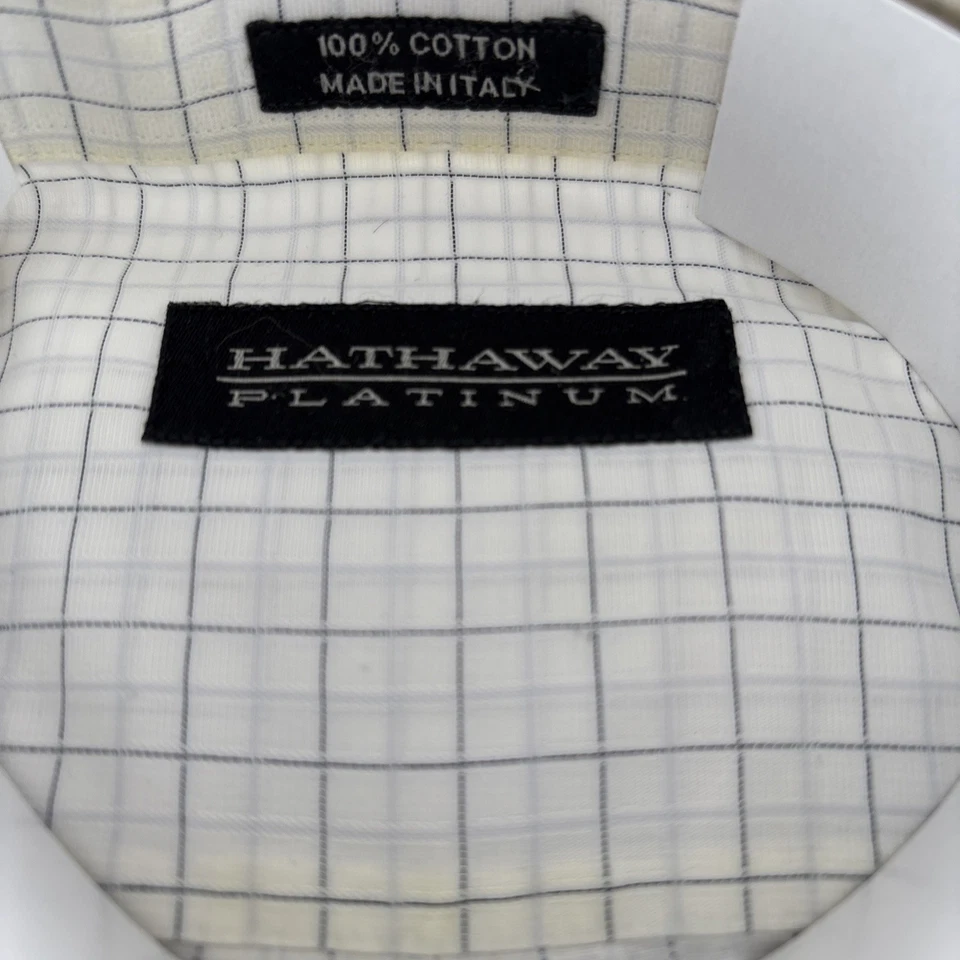 100% COTTON
MADE IN ITALY
HATHAWAY
PLATINUM